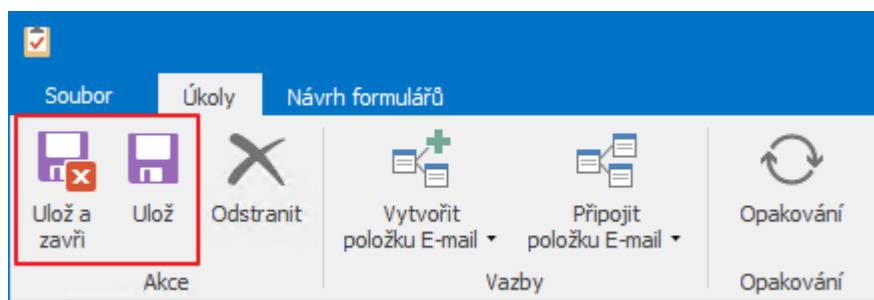 Soubor Úkoly Návrh formulářů
Ulož a zavři Ulož Odstranit Vytvořit položku E-mail Připojit položku E-mail Opakování
Akce Vazby Opakování